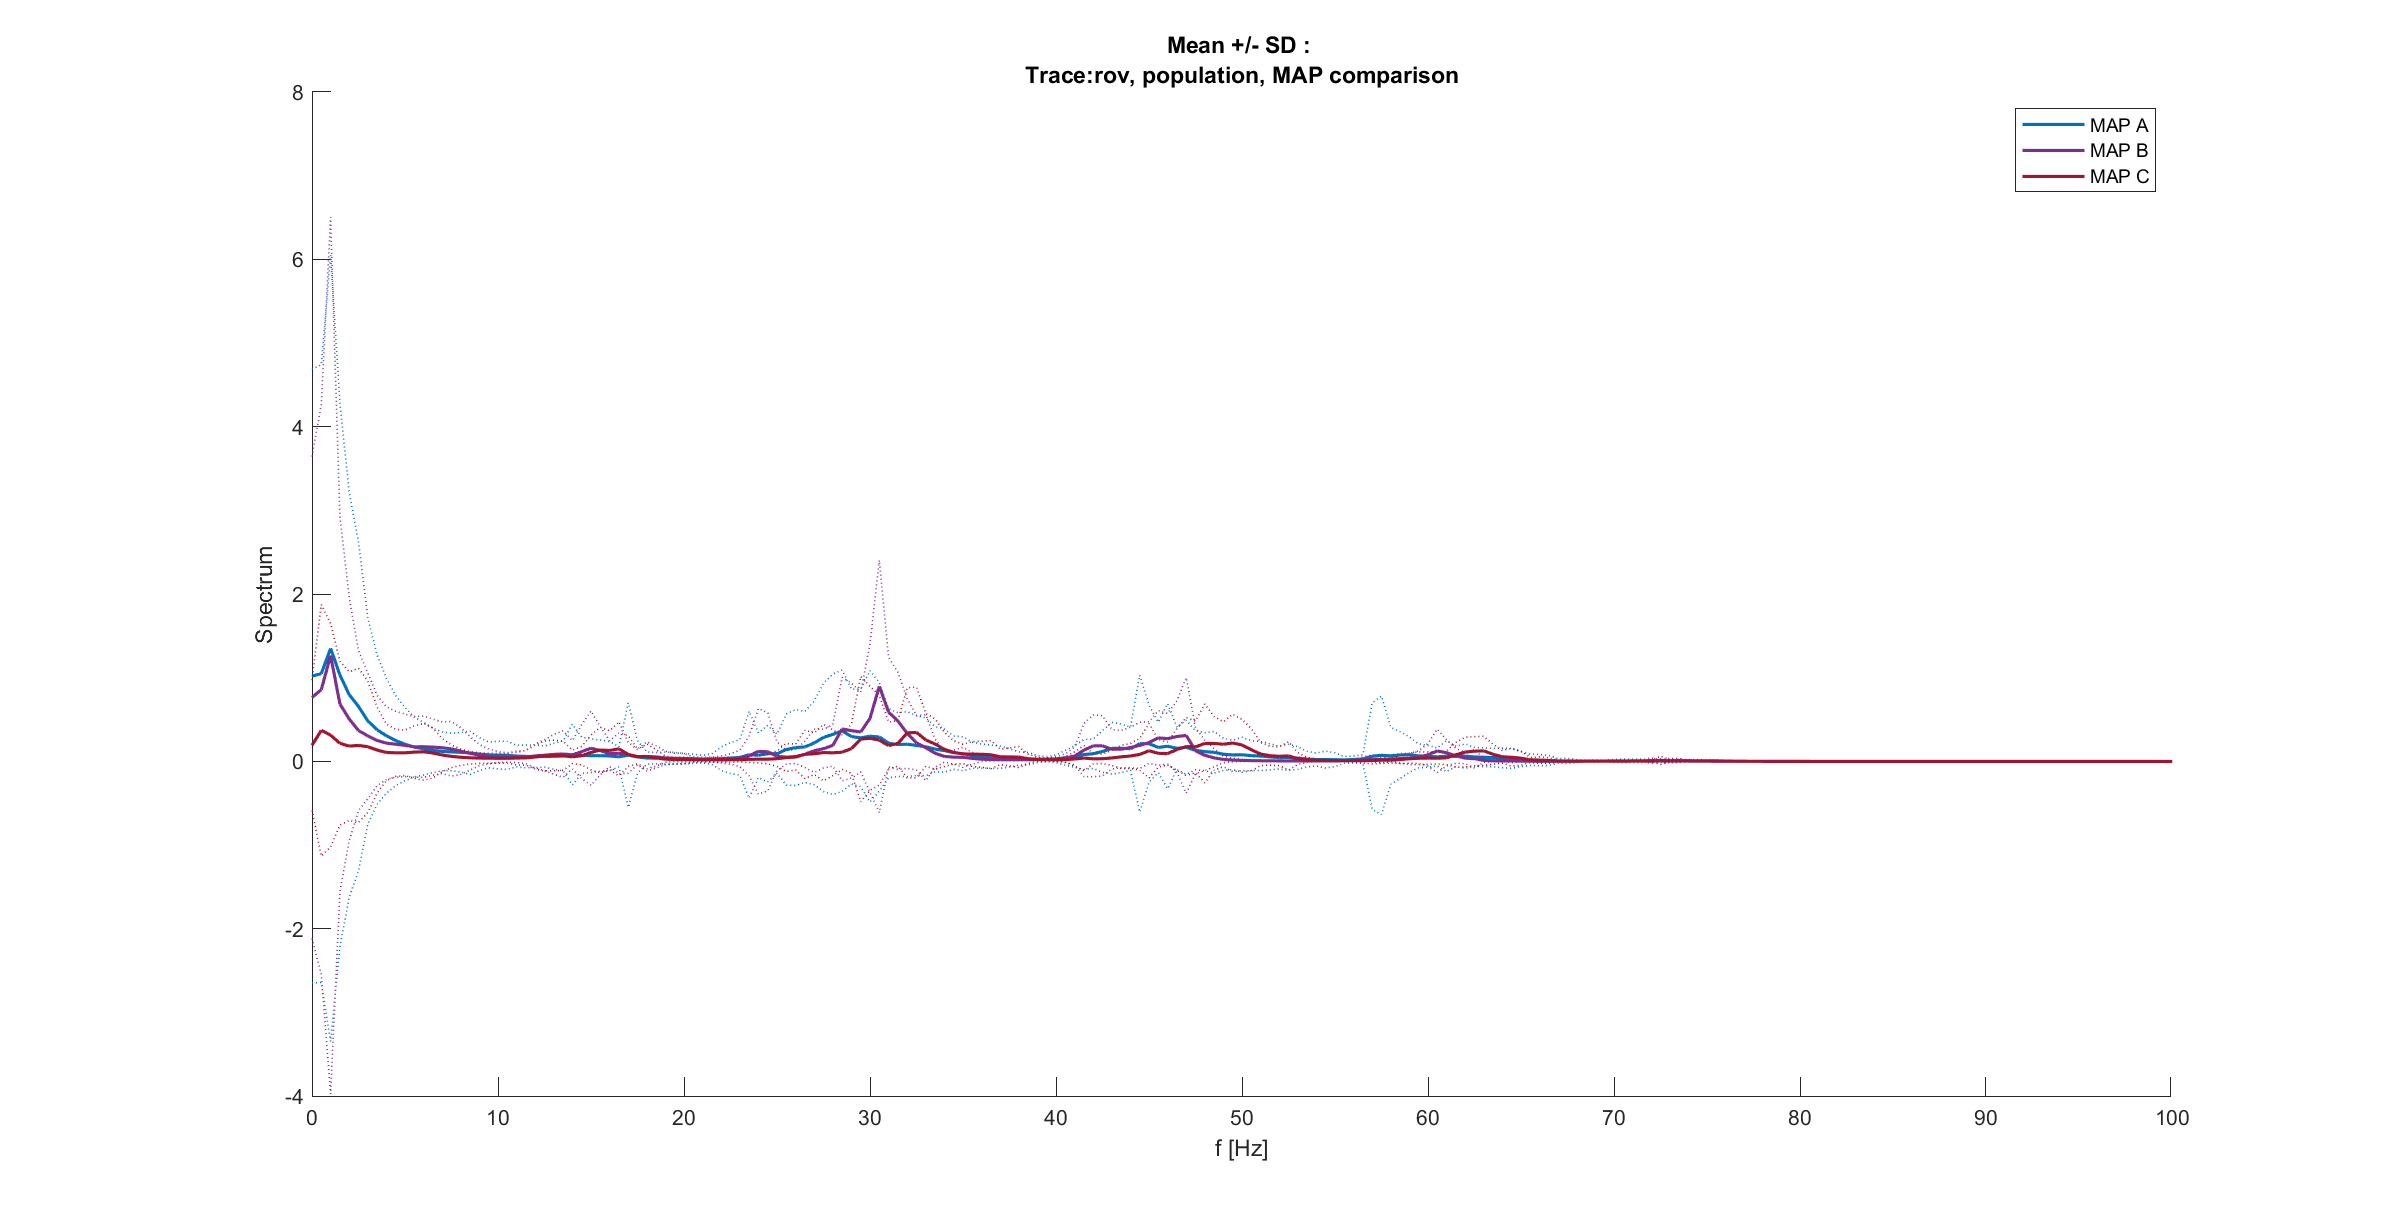 Mean +/- SD :
Trace:rov, population, MAP comparison
MAP A
MAP B
MAP C
8
6
4
2
0
-2
-4
Spectrum
0 10 20 30 40 50 60 70 80 90 100
f [Hz]